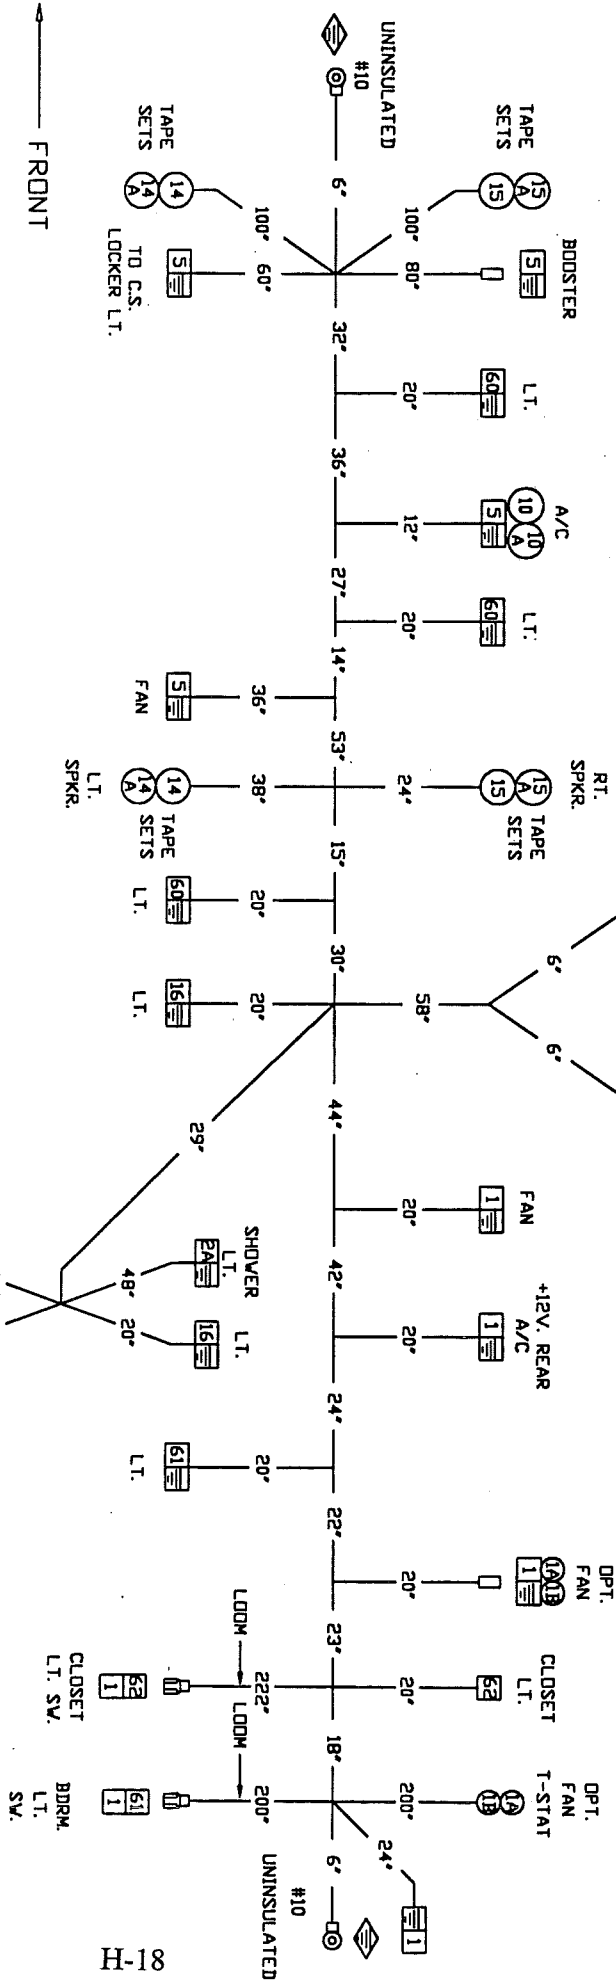 FRONT
UNINSULATED
#10
6"
TAPE
SETS
15
A
15
100"
TAPE
SETS
14
14
A
100"
BOOSTER
5
80"
5
60"
TO C.S.
LOCKER LT.
32"
LT.
60
20"
36"
A/C
10
10
A
5
12"
27"
LT.
60
20"
14"
36"
5
FAN
53"
RT.
SPKR.
15
A
15
TAPE
SETS
24"
38"
14
14
A
TAPE
SETS
LT.
SPKR.
15"
20"
60
LT.
30"
20"
16
LT.
58"
6"
6"
29"
44"
FAN
1
20"
SHOWER
LT.
2A
48"
LT.
16
20"
42"
+12V. REAR
A/C
1
20"
24"
20"
61
LT.
22"
OPT.
FAN
1A
1B
1
20"
23"
CLOSET
LT.
62
20"
LOOM
222"
62
1
CLOSET
LT. SW.
18"
OPT.
FAN
T-STAT
1A
1B
200"
LOOM
200"
61
1
BDRM.
LT.
SW.
24"
1
6"
#10
UNINSULATED
H-18